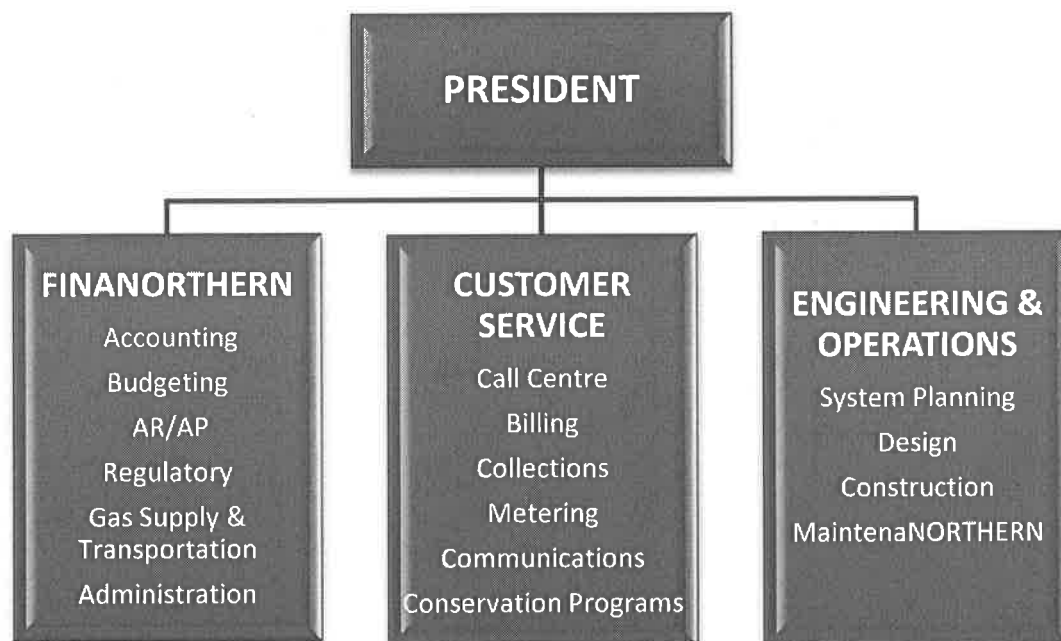 PRESIDENT
FINANORTHERN
Accounting
Budgeting
AR/AP
Regulatory
Gas Supply &
Transportation
Administration
CUSTOMER
SERVICE
Call Centre
Billing
Collections
Metering
Communications
Conservation Programs
ENGINEERING &
OPERATIONS
System Planning
Design
Construction
MaintenaNORTHERN